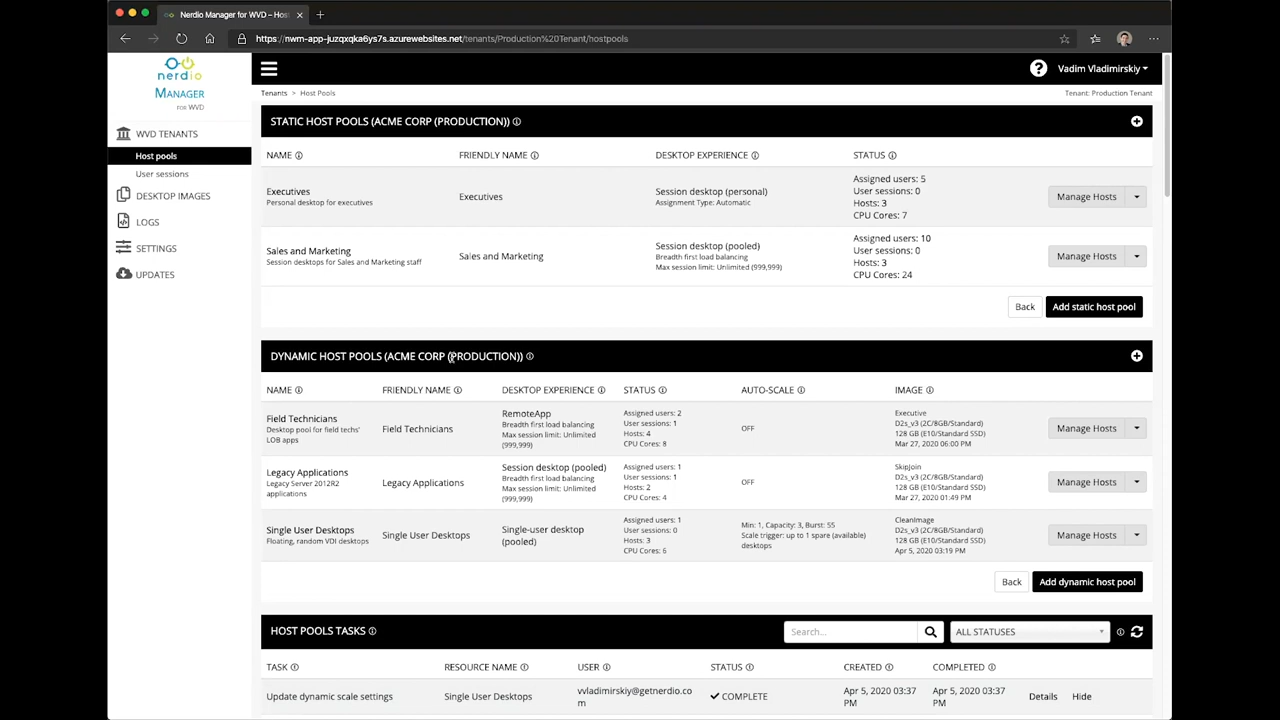 Nerdio Manager for WVD – Hos
https://nwm-app-juzqxqka6ys7s.azurewebsites.net/tenants/Production%20Tenant/hostpools
nerdio
MANAGER
FOR WVD
Vadim Vladimirskiy
Tenants > Host Pools
Tenant: Production Tenant
WVD TENANTS
Host pools
User sessions
DESKTOP IMAGES
LOGS
SETTINGS
UPDATES
STATIC HOST POOLS (ACME CORP (PRODUCTION))
NAME FRIENDLY NAME DESKTOP EXPERIENCE STATUS
Executives
Personal desktop for executives
Executives
Session desktop (personal)
Assignment Type: Automatic
Assigned users: 5
User sessions: 0
Hosts: 3
CPU Cores: 7
Manage Hosts
Sales and Marketing
Session desktops for Sales and Marketing staff
Sales and Marketing
Session desktop (pooled)
Breadth first load balancing
Max session limit: Unlimited (999,999)
Assigned users: 10
User sessions: 0
Hosts: 3
CPU Cores: 24
Manage Hosts
Back Add static host pool
DYNAMIC HOST POOLS (ACME CORP (PRODUCTION))
NAME FRIENDLY NAME DESKTOP EXPERIENCE STATUS AUTO-SCALE IMAGE
Field Technicians
Desktop pool for field techs'
LOB apps
Field Technicians
RemoteApp
Breadth first load balancing
Max session limit: Unlimited
(999,999)
Assigned users: 2
User sessions: 1
Hosts: 4
CPU Cores: 8
OFF
Executive
D2s_v3 (2C/8GB/Standard)
128 GB (E10/Standard SSD)
Mar 27, 2020 06:00 PM
Manage Hosts
Legacy Applications
Legacy Server 2012R2
applications
Legacy Applications
Session desktop (pooled)
Breadth first load balancing
Max session limit: Unlimited
(999,999)
Assigned users: 1
User sessions: 1
Hosts: 2
CPU Cores: 4
OFF
SkipJoin
D2s_v3 (2C/8GB/Standard)
128 GB (E10/Standard SSD)
Mar 27, 2020 01:49 PM
Manage Hosts
Single User Desktops
Floating, random VDI desktops
Single User Desktops
Single-user desktop
(pooled)
Assigned users: 1
User sessions: 0
Hosts: 3
CPU Cores: 6
Min: 1, Capacity: 3, Burst: 55
Scale trigger: up to 1 spare (available)
desktops
CleanImage
D2s_v3 (2C/8GB/Standard)
128 GB (E10/Standard SSD)
Apr 5, 2020 03:19 PM
Manage Hosts
Back Add dynamic host pool
HOST POOLS TASKS
Search...
ALL STATUSES
TASK RESOURCE NAME USER STATUS CREATED COMPLETED
Update dynamic scale settings
Single User Desktops
vvladimirskiy@getnerdio.co
m
COMPLETE
Apr 5, 2020 03:37
PM
Apr 5, 2020 03:37
PM
Details Hide